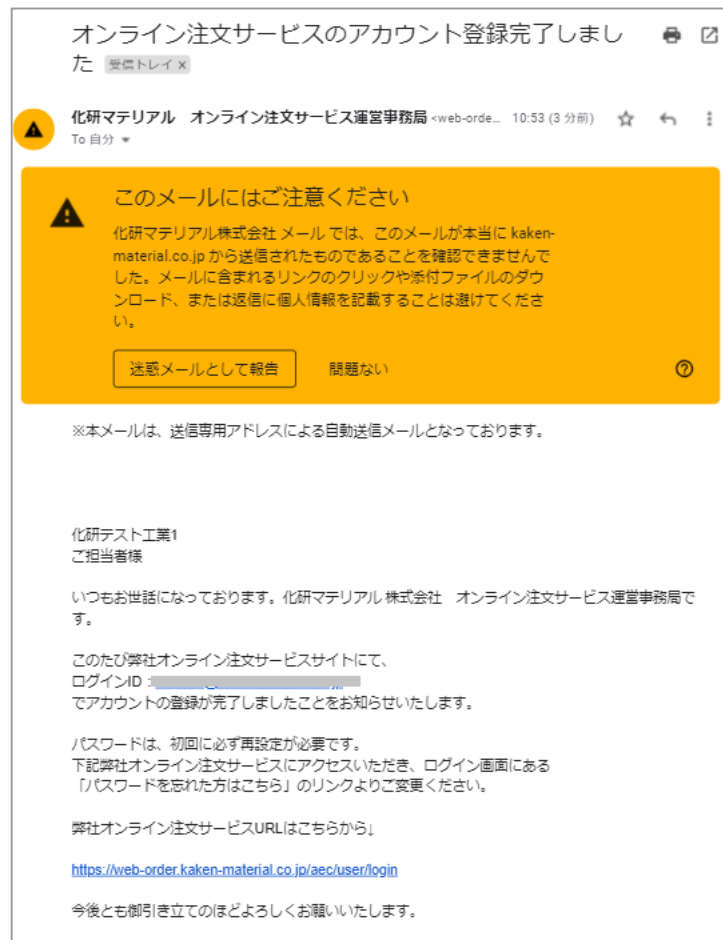 オンライン注文サービスのアカウント登録完了しまし
た 受信トレイ ×
化研マテリアル　オンライン注文サービス運営事務局 <web-orde... 10:53 (3 分前)
To 自分
このメールにはご注意ください
化研マテリアル株式会社 メール では、このメールが本当に kaken-
material.co.jp から送信されたものであることを確認できませんで
した。メールに含まれるリンクのクリックや添付ファイルのダウ
ンロード、または返信に個人情報を記載することは避けてくださ
い。
迷惑メールとして報告 問題ない
※本メールは、送信専用アドレスによる自動送信メールとなっております。
化研テスト工業1
ご担当者様
いつもお世話になっております。化研マテリアル 株式会社　オンライン注文サービス運営事務局で
す。
このたび弊社オンライン注文サービスサイトにて、
ログインID :
でアカウントの登録が完了しましたことをお知らせいたします。
パスワードは、初回に必ず再設定が必要です。
下記弊社オンライン注文サービスにアクセスいただき、ログイン画面にある
「パスワードを忘れた方はこちら」のリンクよりご変更ください。
弊社オンライン注文サービスURLはこちらから↓
https://web-order.kaken-material.co.jp/aec/user/login
今後とも御引き立てのほどよろしくお願いいたします。